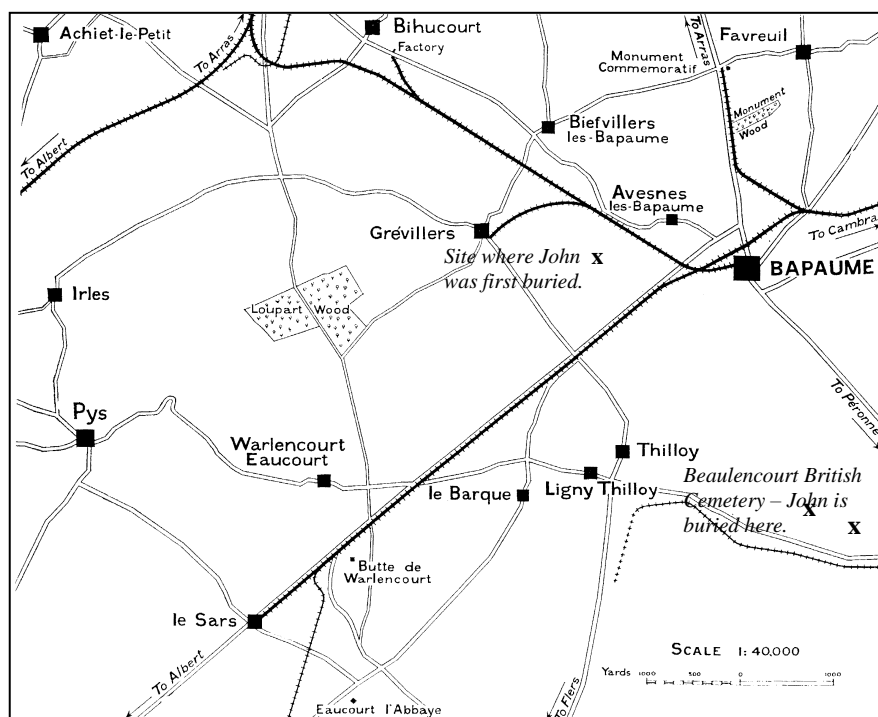 Achiet-le-Petit
Bihucourt
Factory
To Arras
To Arras
Favreuil
Monument
Commemoratif
Monument
Wood
Biefvillers
les-Bapaume
To Albert
Avesnes
les-Bapaume
Grévillers
To Cambra
Site where John x
was first buried.
BAPAUME
Irles
Loupart Wood
To Péronne
Pys
Warlencourt
Eaucourt
Thilloy
le Barque
Ligny Thilloy
Beaulencourt British
Cemetery – John is
buried here. x
x
Butte de
Warlencourt
le Sars
SCALE 1: 40,000
Yards 1000 500 0 1000
To Albert
To Flers
Eaucourt l'Abbaye